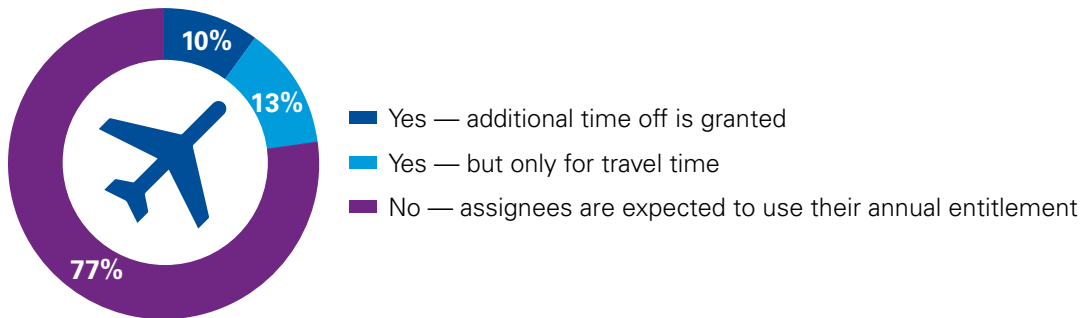 10%
13%
77%
Yes — additional time off is granted
Yes — but only for travel time
No — assignees are expected to use their annual entitlement